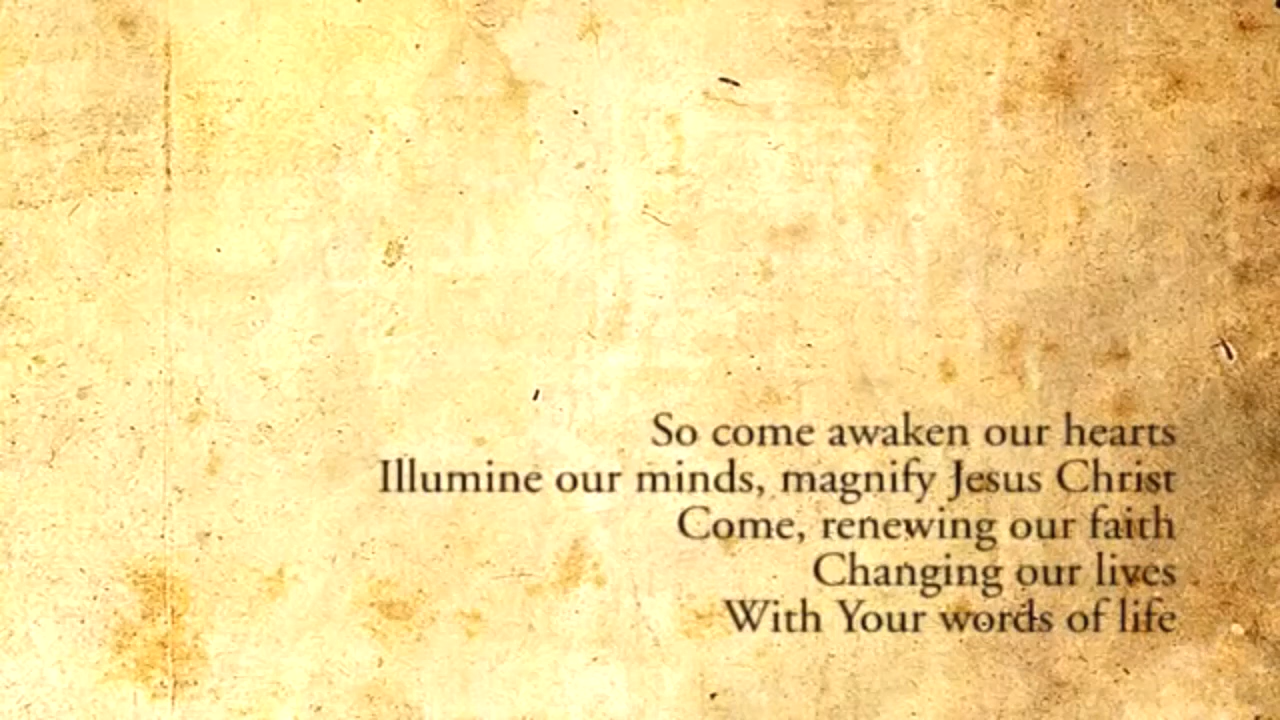 So come awaken our hearts
Illumine our minds, magnify Jesus Christ
Come, renewing our faith
Changing our lives
With Your words of life